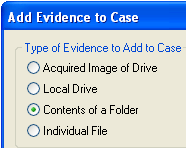 Add Evidence to Case
Type of Evidence to Add to Case
Acquired Image of Drive
Local Drive
Contents of a Folder
Individual File